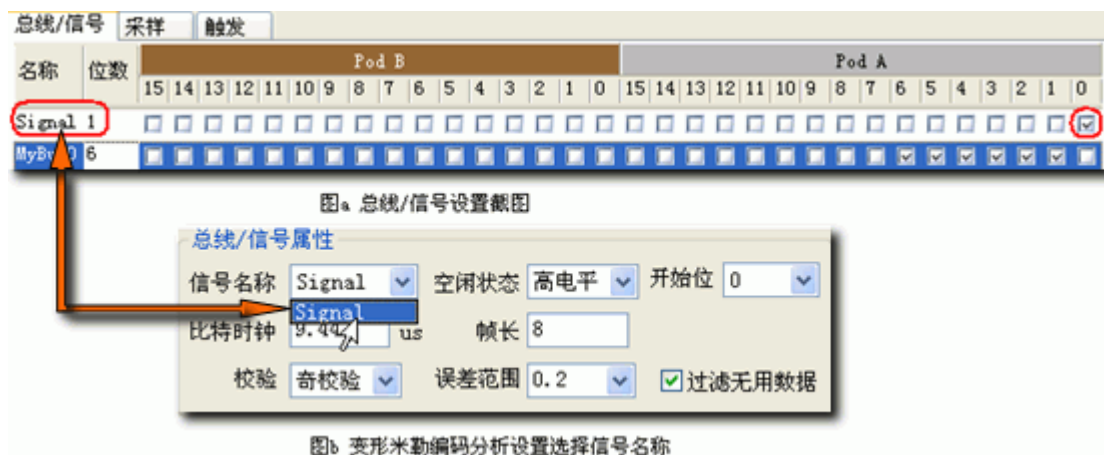 总线/信号 采样 触发
名称 位数 Pod B Pod A
15 14 13 12 11 10 9 8 7 6 5 4 3 2 1 0 15 14 13 12 11 10 9 8 7 6 5 4 3 2 1 0
Signal 1
6
图a 总线/信号设置截图
总线/信号属性
信号名称 Signal 空闲状态 高电平 开始位 0
Signal
比特时钟 9.44 us 帧长 8
校验 奇校验 误差范围 0.2 过滤无用数据
图b 变形米勒编码分析设置选择信号名称